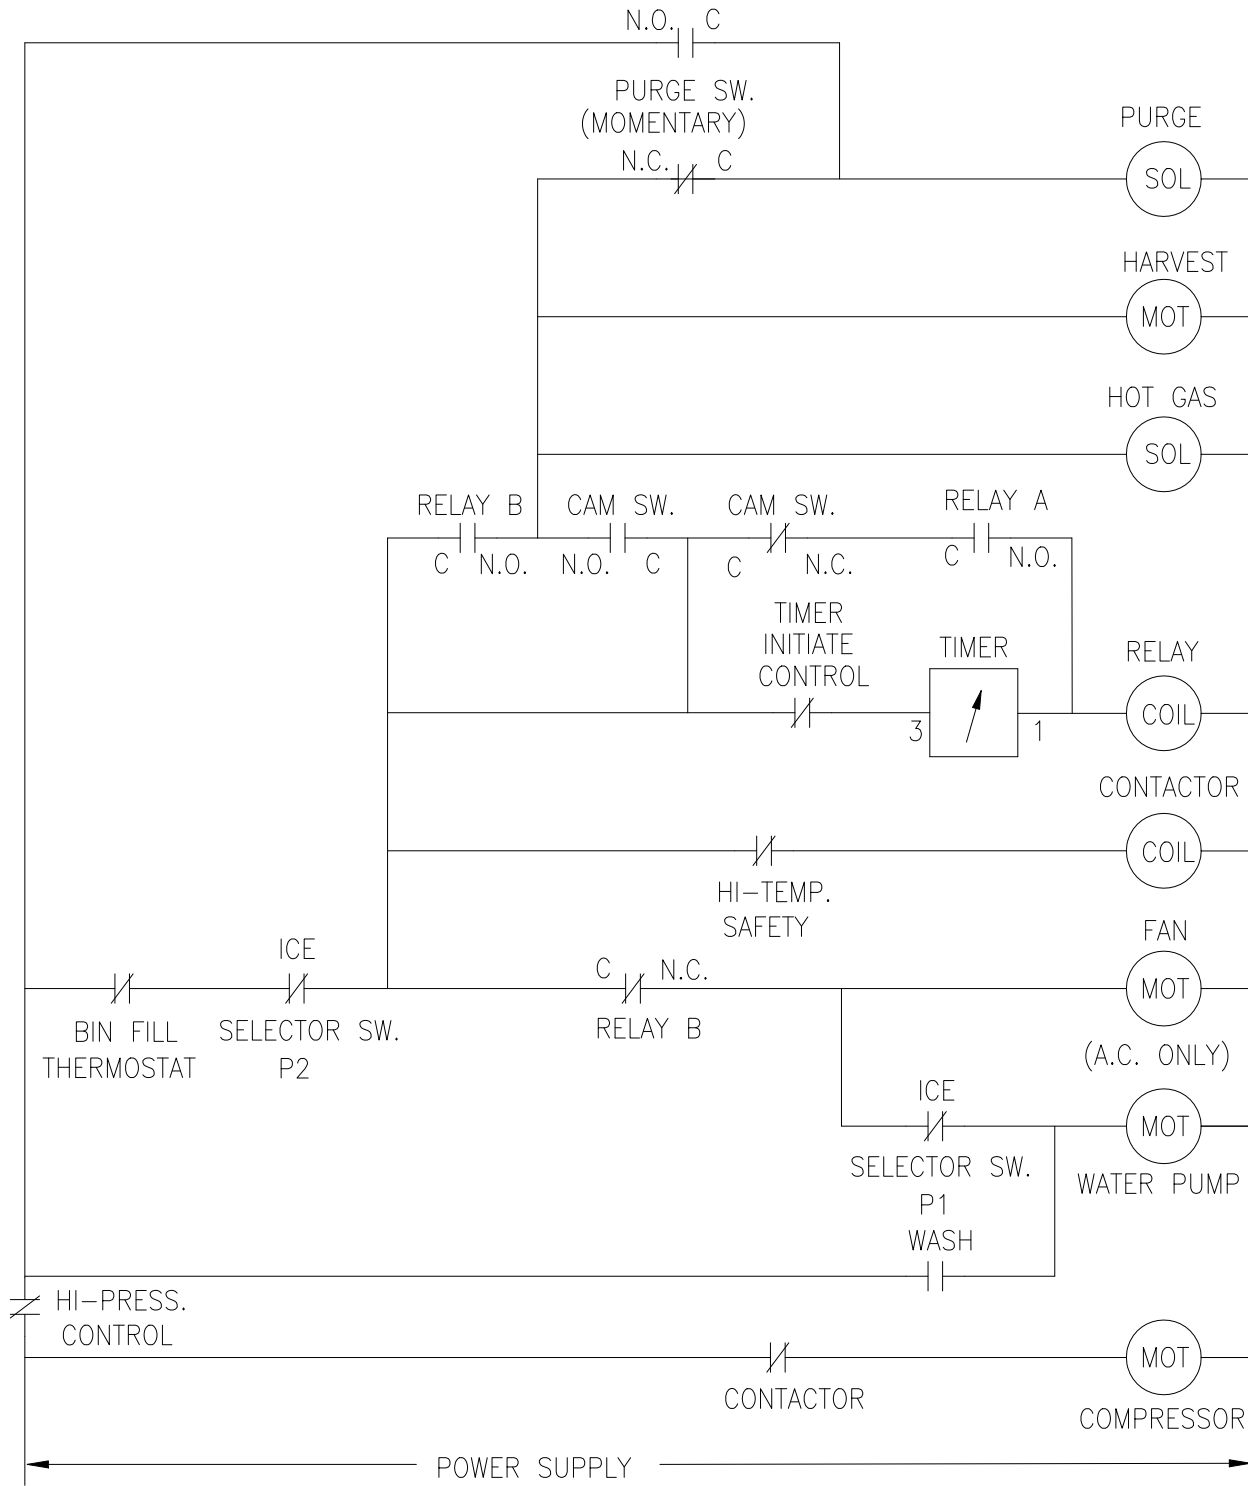 N.O. C
PURGE SW.
(MOMENTARY)
N.C. C
PURGE
SOL
HARVEST
MOT
HOT GAS
SOL
RELAY B
C N.O.
CAM SW.
N.O. C
CAM SW.
C N.C.
RELAY A
C N.O.
TIMER
INITIATE
CONTROL
TIMER
3 1
RELAY
COIL
CONTACTOR
COIL
HI-TEMP.
SAFETY
ICE
BIN FILL
THERMOSTAT
SELECTOR SW.
P2
C N.C.
RELAY B
FAN
MOT
(A.C. ONLY)
ICE
SELECTOR SW.
P1
WASH
MOT
WATER PUMP
HI-PRESS.
CONTROL
CONTACTOR
MOT
COMPRESSOR
POWER SUPPLY